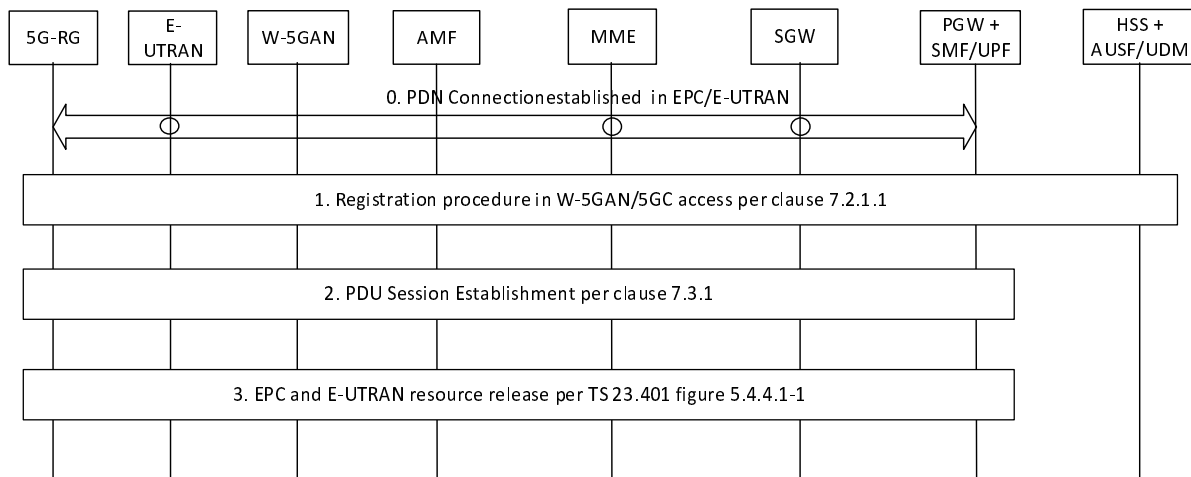 5G-RG
E-
UTRAN
W-5GAN
AMF
MME
SGW
PGW +
SMF/UPF
HSS +
AUSF/UDM
0. PDN Connectionestablished in EPC/E-UTRAN
1. Registration procedure in W-5GAN/5GC access per clause 7.2.1.1
2. PDU Session Establishment per clause 7.3.1
3. EPC and E-UTRAN resource release per TS 23.401 figure 5.4.4.1-1